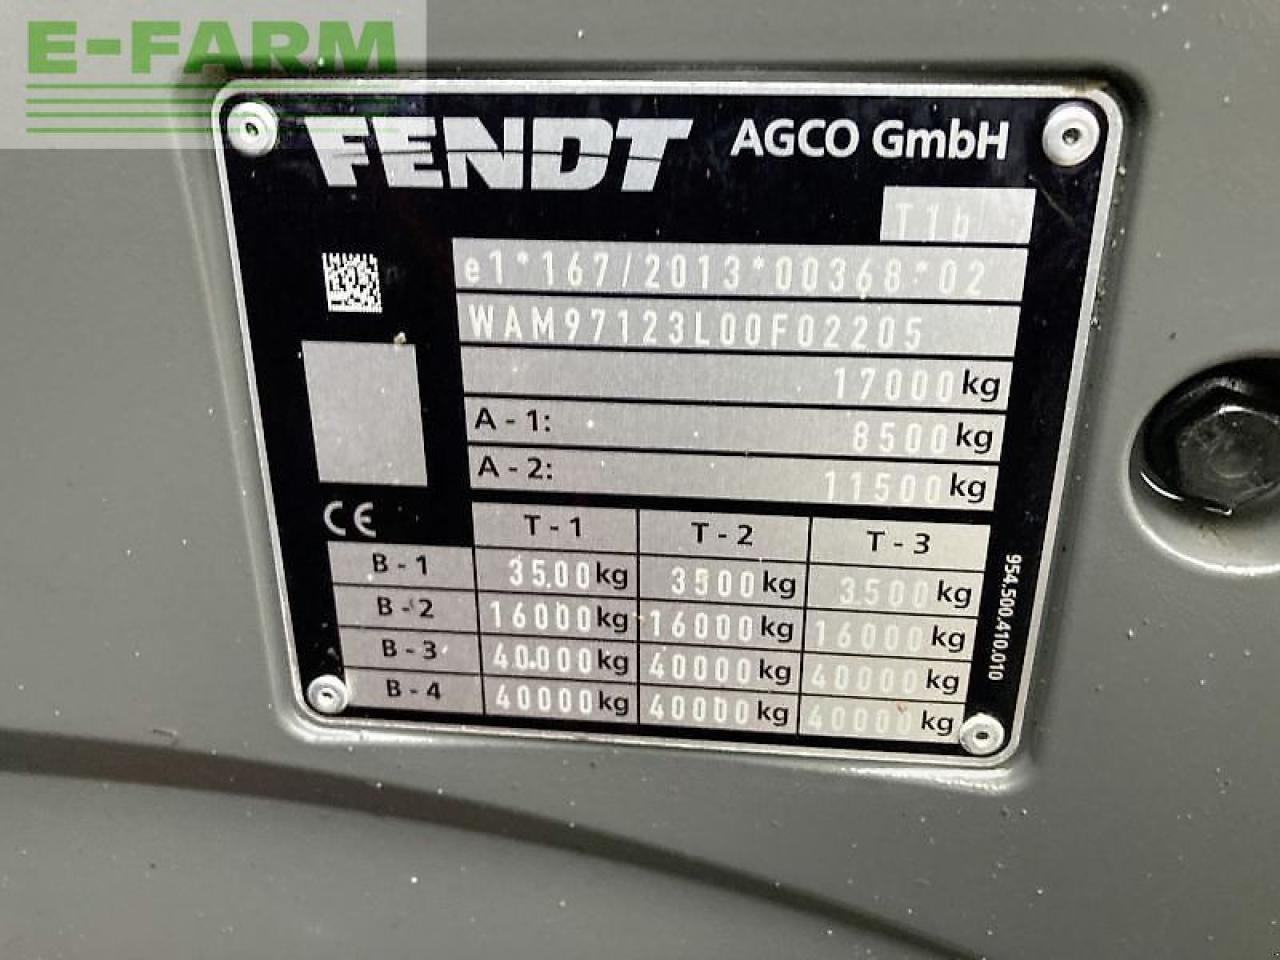 E-FARM
FENDT AGCO GmbH
T1b
e1*167/2013*00368*02
WAM97123L00F02205
17000 kg
A - 1: 8500 kg
A - 2: 11500 kg
CE
T - 1 T - 2 T - 3
B - 1 3500 kg 3500 kg 3500 kg
B - 2 16000 kg 16000 kg 16000 kg
B - 3 40000 kg 40000 kg 40000 kg
B - 4 40000 kg 40000 kg 40000 kg
954.500.410.010